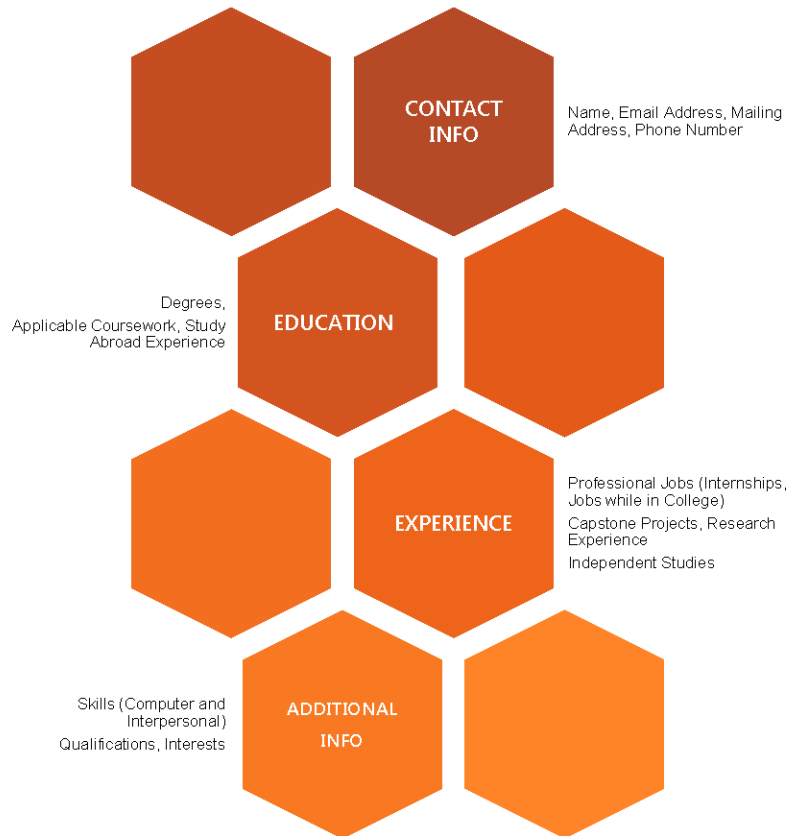 CONTACT
INFO
Name, Email Address, Mailing
Address, Phone Number
Degrees,
Applicable Coursework, Study
Abroad Experience
EDUCATION
EXPERIENCE
Professional Jobs (Internships,
Jobs while in College)
Capstone Projects, Research
Experience
Independent Studies
Skills (Computer and
Interpersonal)
Qualifications, Interests
ADDITIONAL
INFO